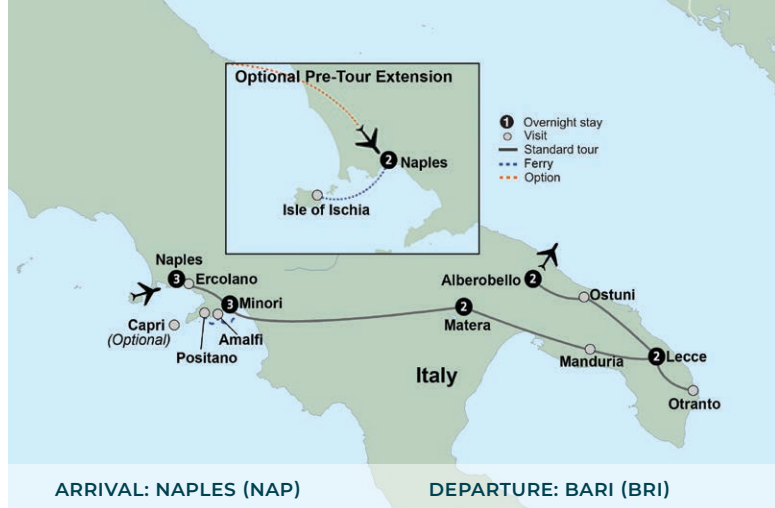 Optional Pre-Tour Extension
2 Naples
Isle of Ischia
1 Overnight stay
Visit
Standard tour
Ferry
Option
Naples
3
Ercolano
3 Minori
Capri
(Optional)
Positano
Amalfi
Alberobello 2
Ostuni
2
Matera
Manduria
2 Lecce
Otranto
Italy
ARRIVAL: NAPLES (NAP)
DEPARTURE: BARI (BRI)